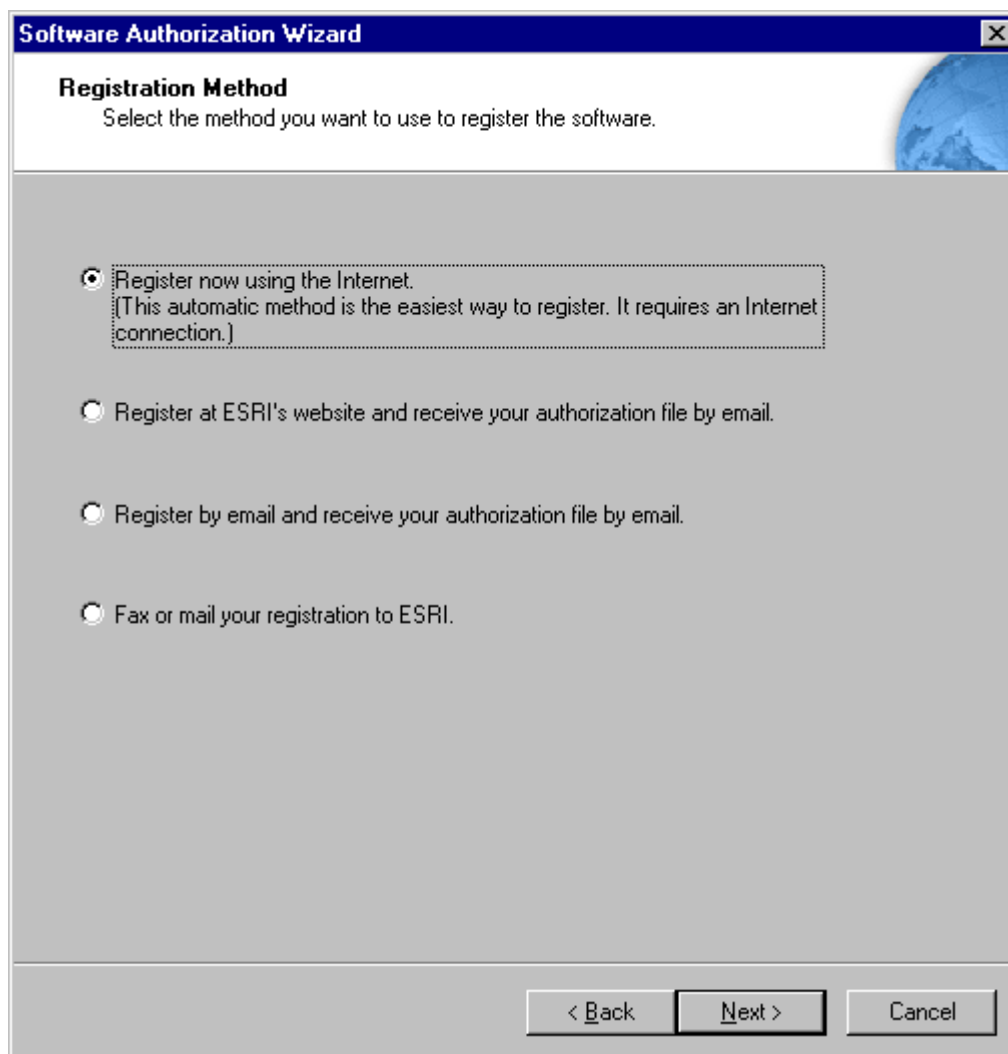 Software Authorization Wizard
Registration Method
Select the method you want to use to register the software.
Register now using the Internet.
(This automatic method is the easiest way to register. It requires an Internet
connection.)
Register at ESRI's website and receive your authorization file by email.
Register by email and receive your authorization file by email.
Fax or mail your registration to ESRI.
< Back
Next >
Cancel